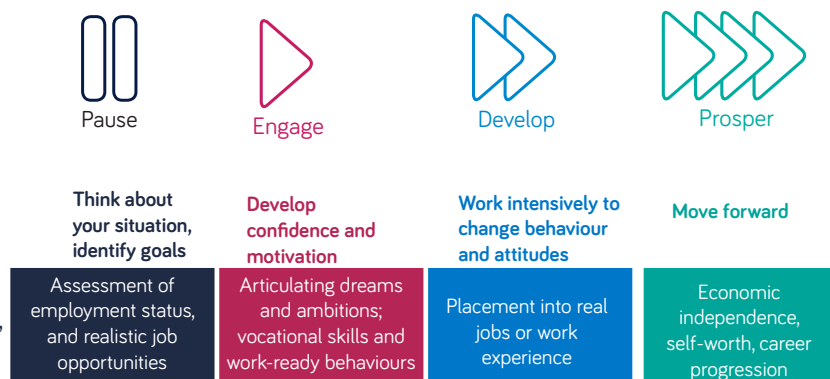 Pause
Engage
Develop
Prosper
Think about
your situation,
identify goals
Develop
confidence and
motivation
Work intensively to
change behaviour
and attitudes
Move forward
Assessment of
employment status,
and realistic job
opportunities
Articulating dreams
and ambitions;
vocational skills and
work-ready behaviours
Placement into real
jobs or work
experience
Economic
independence,
self-worth, career
progression
,